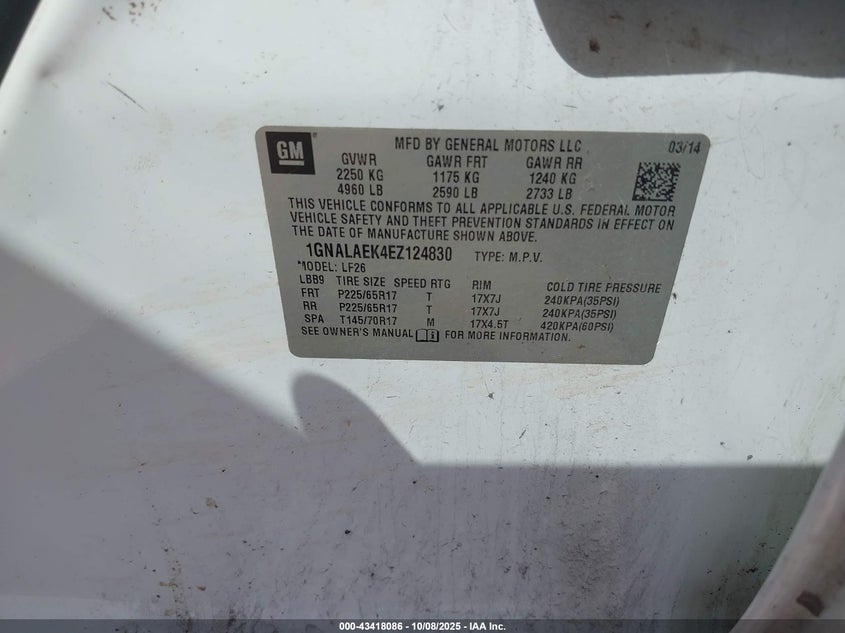 GM
MFD BY GENERAL MOTORS LLC 03/14
GVWR GAWR FRT GAWR RR
2250 KG 1175 KG 1240 KG
4960 LB 2590 LB 2733 LB
THIS VEHICLE CONFORMS TO ALL APPLICABLE U.S. FEDERAL MOTOR
VEHICLE SAFETY AND THEFT PREVENTION STANDARDS IN EFFECT ON
THE DATE OF MANUFACTURE SHOWN ABOVE.
1GNALAEK4EZ124830 TYPE: M.P.V.
MODEL: LF26
LBB9 TIRE SIZE SPEED RTG RIM COLD TIRE PRESSURE
FRT P225/65R17 T 17X7J 240KPA(35PSI)
RR P225/65R17 T 17X7J 240KPA(35PSI)
SPA T145/70R17 M 17X4.5T 420KPA(60PSI)
SEE OWNER'S MANUAL FOR MORE INFORMATION.
000-43418086 - 10/08/2025 - IAA Inc.